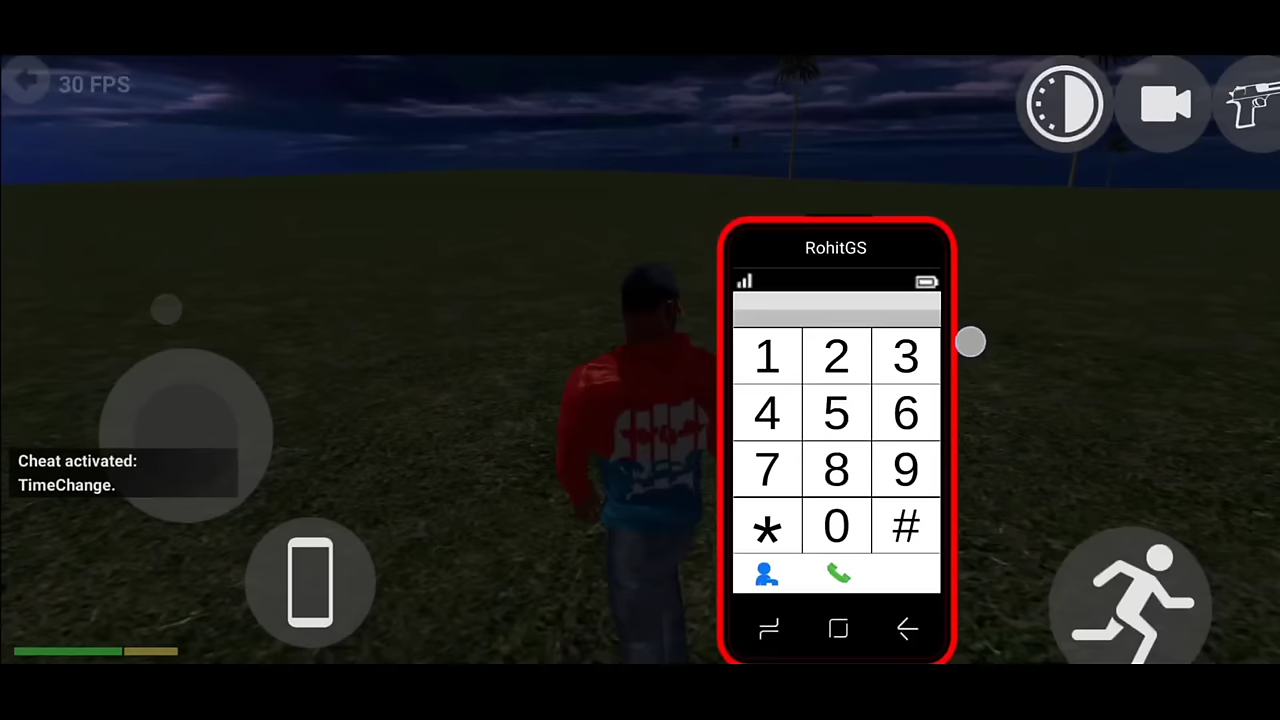 30 FPS
RohitGS
1 2 3
4 5 6
7 8 9
* 0 #
Cheat activated:
TimeChange.